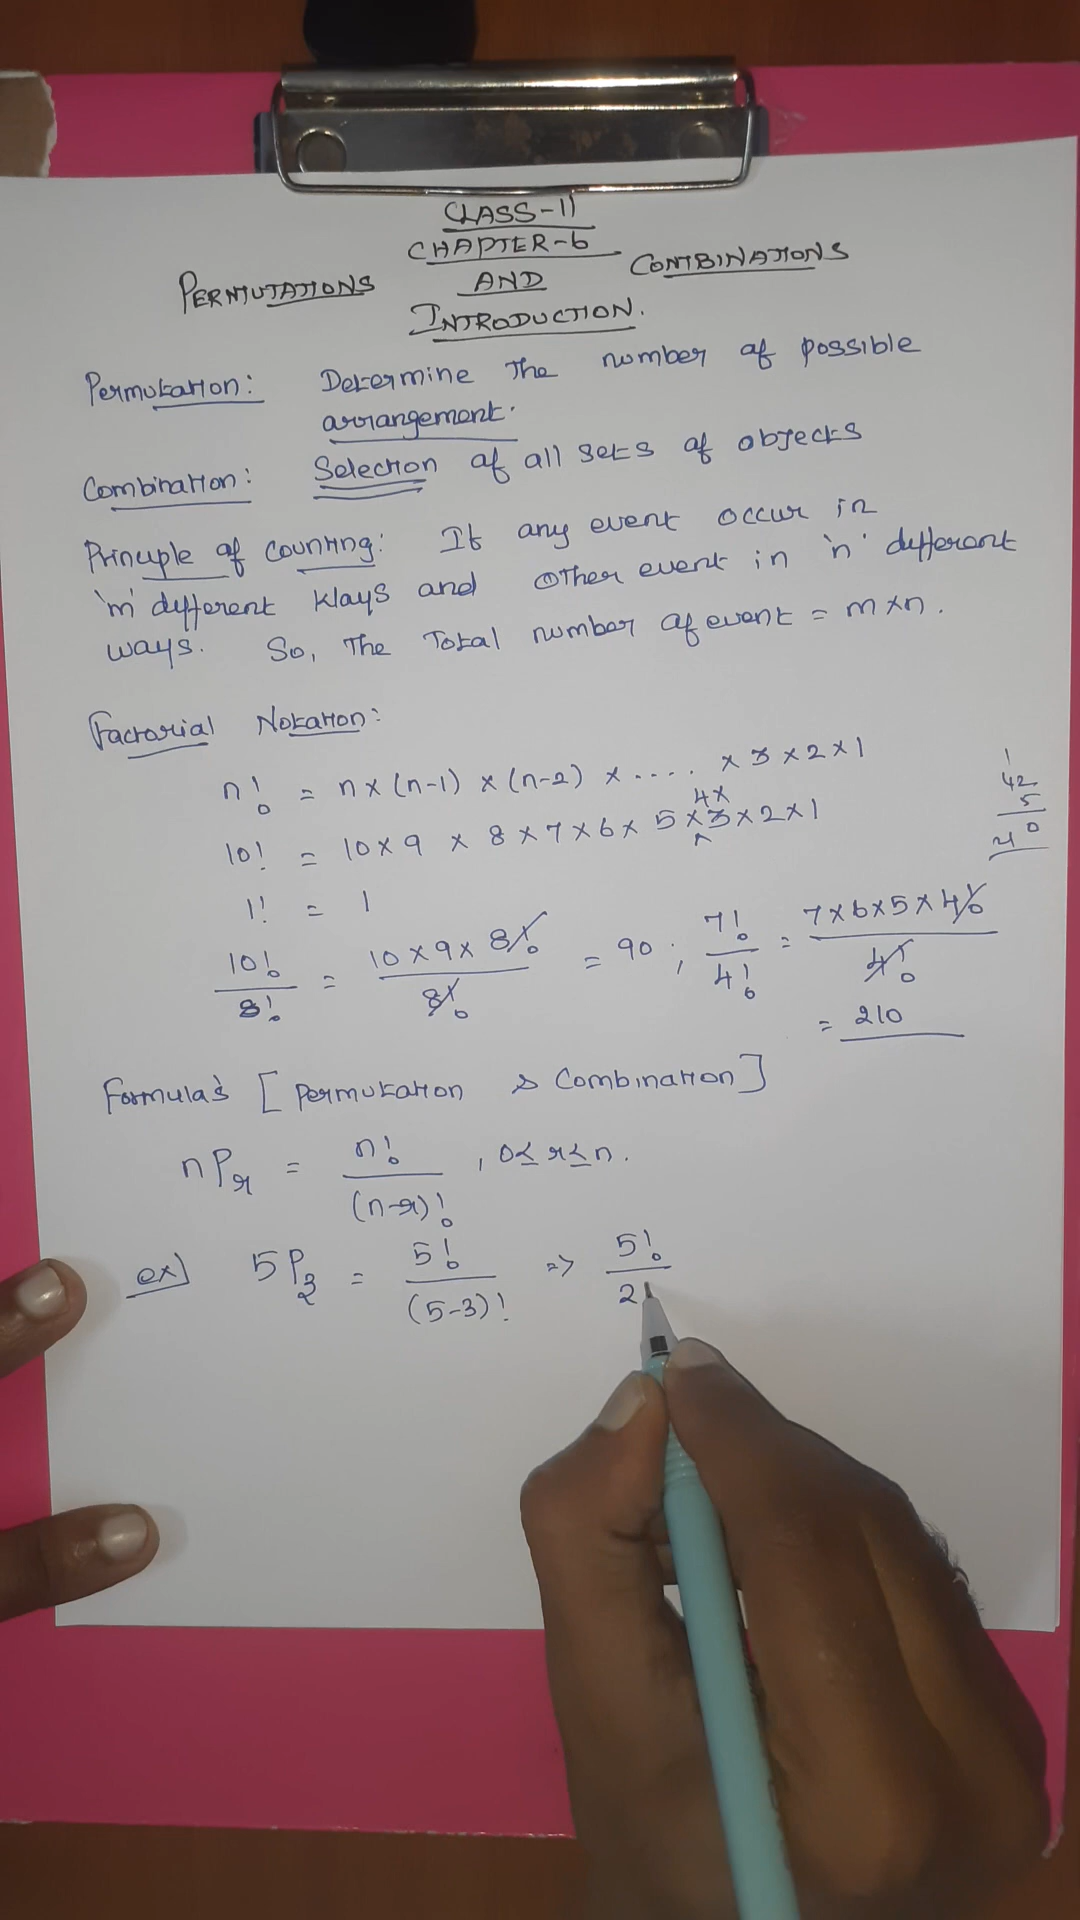 CLASS-11
CHAPTER-6
PERMUTATIONS AND COMBINATIONS
INTRODUCTION.
Permutation: Determine The number of possible
arrangement.
Combination: Selection of all sets of objects
Principle of counting: If any event occur in
'm' different ways and other event in 'n' different
ways. So, The Total number of event = m×n.
Factorial Notation:
n! = n×(n-1)×(n-2)×.... ×3×2×1
10! = 10×9×8×7×6×5×4×3×2×1
1! = 1
10!/8! = 10×9×8!/8! = 90 ; 7!/4! = 7×6×5×4!/4!
= 210
1
42
5
210
Formula's [Permutation & Combination]
nPr = n!/(n-r)! , 0≤r≤n.
ex) 5P3 = 5!/(5-3)! => 5!/2!